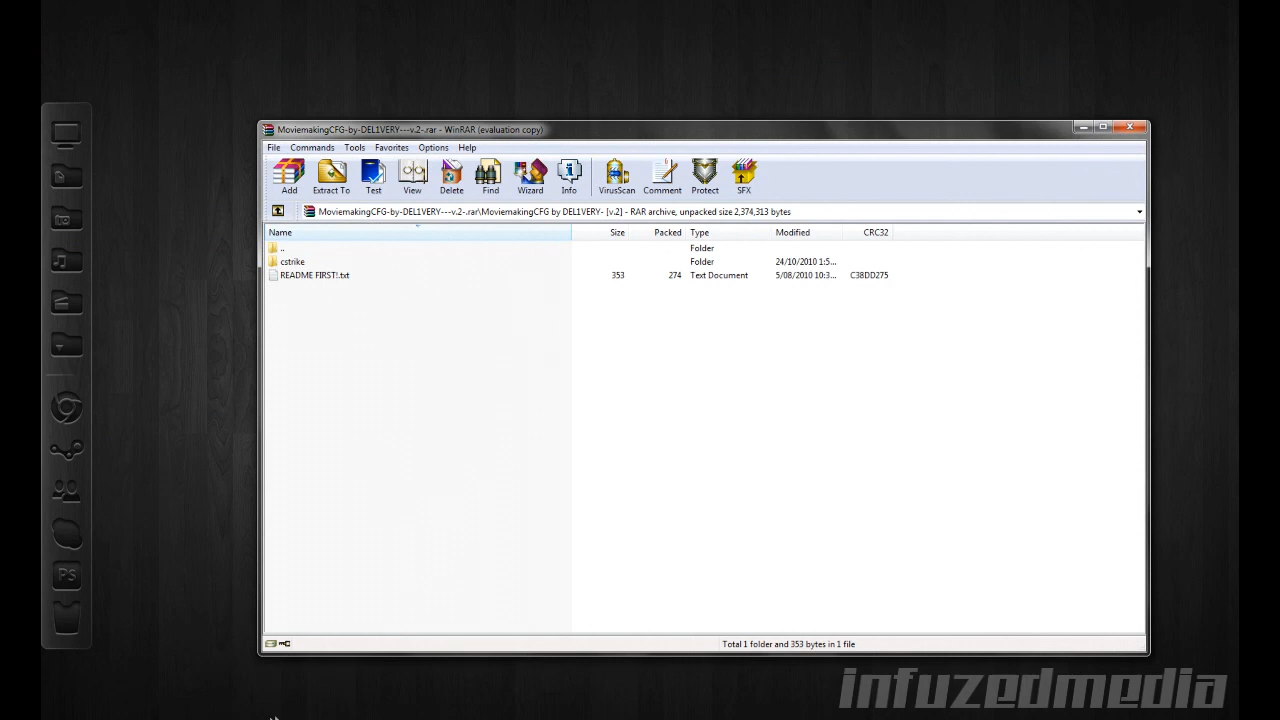 MoviemakingCFG-by-DEL1VERY---v.2-.rar - WinRAR (evaluation copy)
File Commands Tools Favorites Help
Add Extract To Test View Delete Find Wizard Info VirusScan Comment Protect SFX
MoviemakingCFG-by-DEL1VERY---v.2-.rar\MoviemakingCFG by DEL1VERY- [v.2] - RAR archive, unpacked size 2,374,313 bytes
Name Size Packed Type Modified CRC32
.. Folder
cstrike Folder 24/10/2010 1:5...
README FIRST!.txt 353 274 Text Document 5/08/2010 10:3... C38DD275
Total 1 folder and 353 bytes in 1 file
PS
infuzedmedia